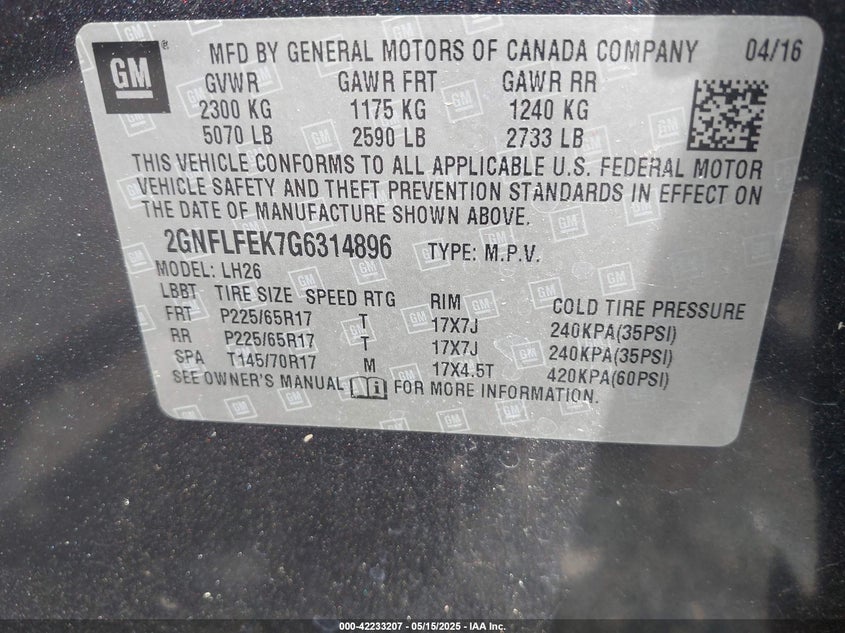 GM
MFD BY GENERAL MOTORS OF CANADA COMPANY 04/16
GVWR GAWR FRT GAWR RR
2300 KG 1175 KG 1240 KG
5070 LB 2590 LB 2733 LB
THIS VEHICLE CONFORMS TO ALL APPLICABLE U.S. FEDERAL MOTOR
VEHICLE SAFETY AND THEFT PREVENTION STANDARDS IN EFFECT ON
THE DATE OF MANUFACTURE SHOWN ABOVE.
2GNFLFEK7G6314896 TYPE: M.P.V.
MODEL: LH26
LBBT TIRE SIZE SPEED RTG RIM COLD TIRE PRESSURE
FRT P225/65R17 T 17X7J 240KPA(35PSI)
RR P225/65R17 T 17X7J 240KPA(35PSI)
SPA T145/70R17 M 17X4.5T 420KPA(60PSI)
SEE OWNER'S MANUAL FOR MORE INFORMATION.
000-42233207 - 05/15/2025 - IAA Inc.